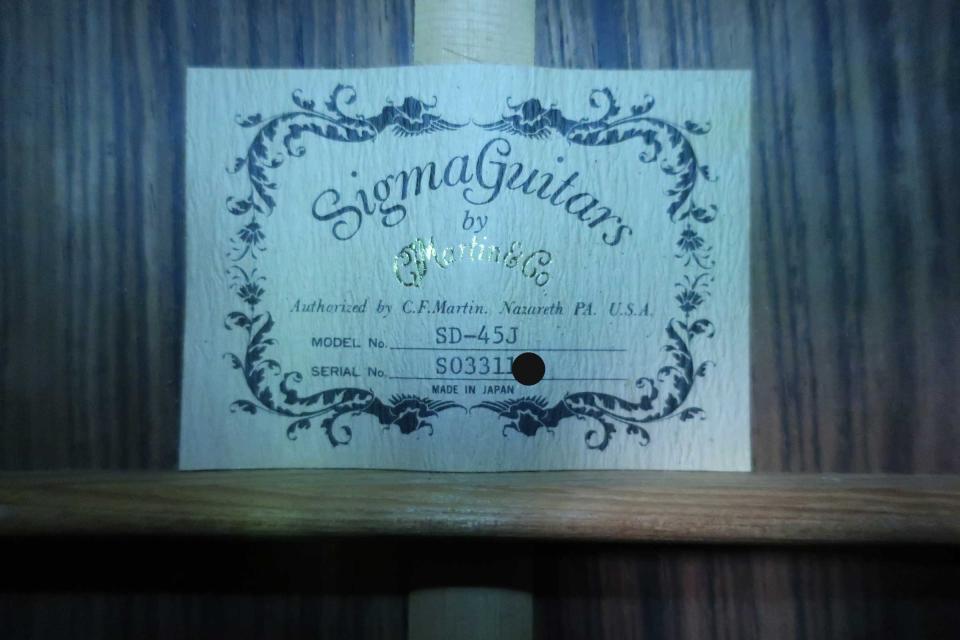 Sigma Guitars
by
CF Martin & Co
Authorized by C.F.Martin. Nazareth PA. U.S.A.
MODEL No. SD-45J
SERIAL No. S0331
MADE IN JAPAN